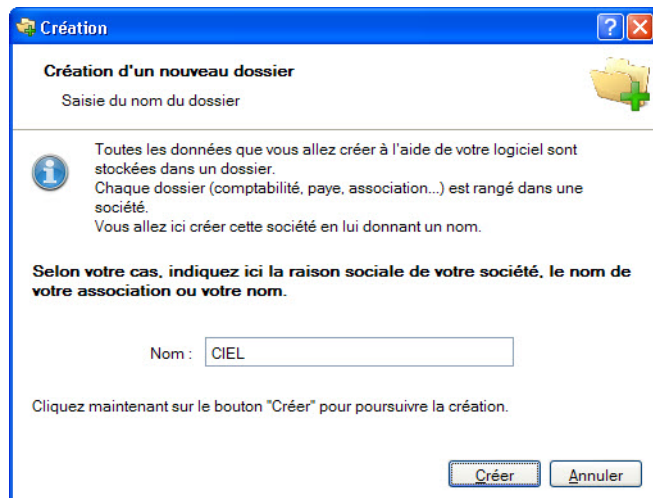 Création
Création d'un nouveau dossier
Saisie du nom du dossier
Toutes les données que vous allez créer à l'aide de votre logiciel sont
stockées dans un dossier.
Chaque dossier (comptabilité, paye, association...) est rangé dans une
société.
Vous allez ici créer cette société en lui donnant un nom.
Selon votre cas, indiquez ici la raison sociale de votre société, le nom de
votre association ou votre nom.
Nom : CIEL
Cliquez maintenant sur le bouton "Créer" pour poursuivre la création.
Créer Annuler